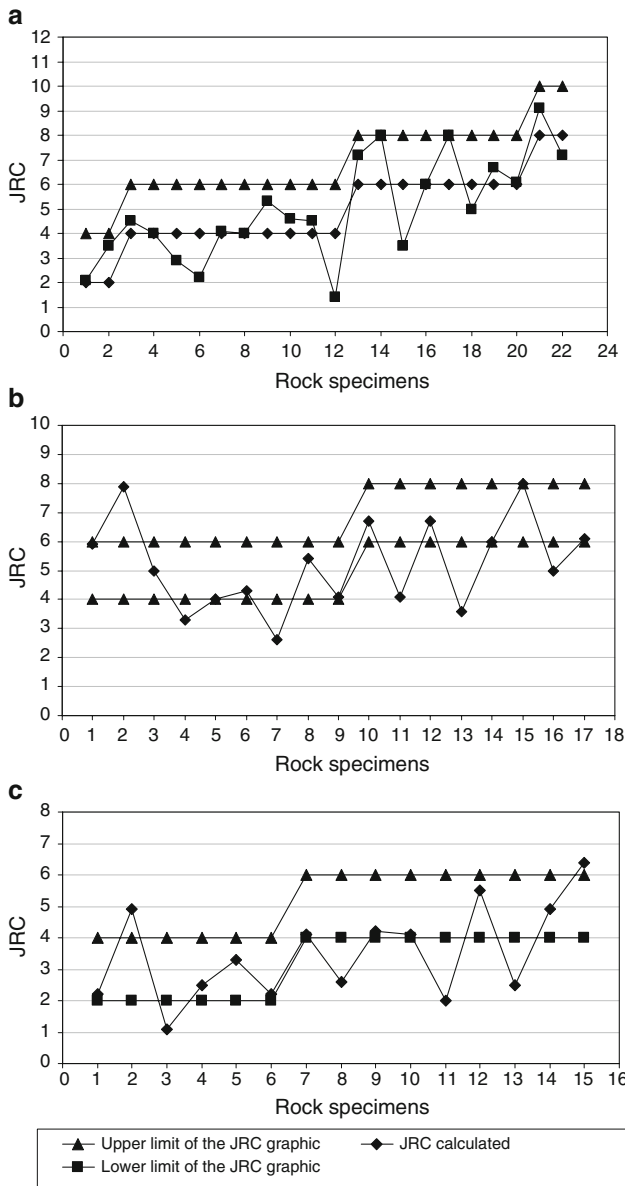 a
12
11
10
9
8
7
6
5
4
3
2
1
0
JRC
0 2 4 6 8 10 12 14 16 18 20 22 24
Rock specimens
b
10
9
8
7
6
5
4
3
2
1
0
JRC
0 1 2 3 4 5 6 7 8 9 10 11 12 13 14 15 16 17 18
Rock specimens
c
8
7
6
5
4
3
2
1
0
JRC
0 1 2 3 4 5 6 7 8 9 10 11 12 13 14 15 16
Rock specimens
Upper limit of the JRC graphic JRC calculated
Lower limit of the JRC graphic